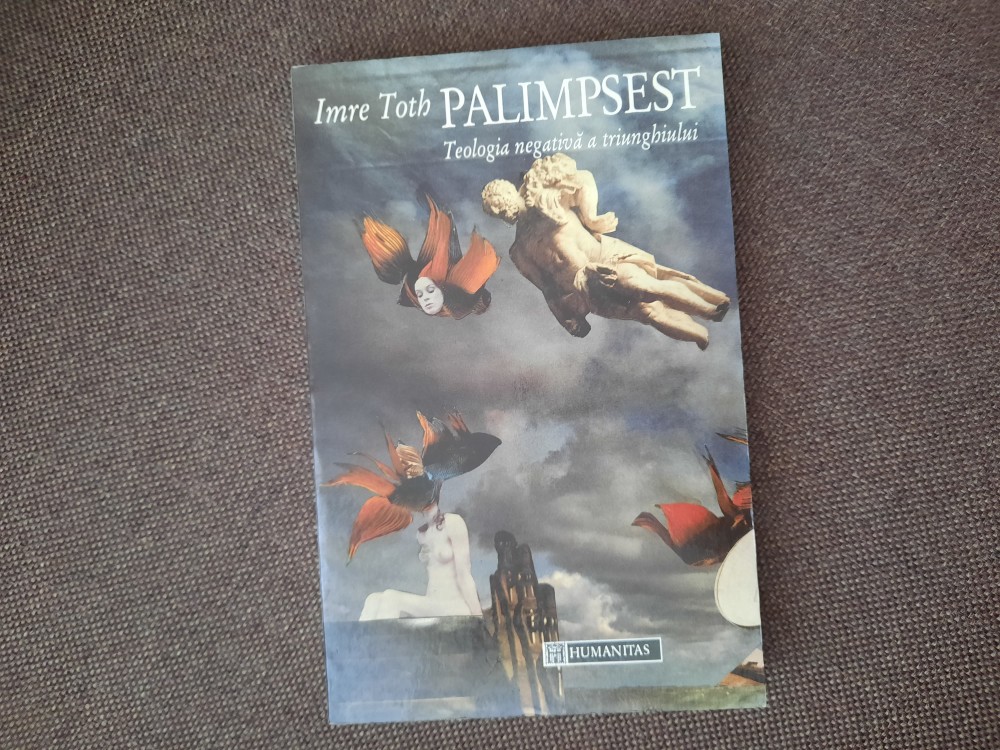 Imre Toth PALIMPSEST
Teologia negativă a triunghiului
HUMANITAS